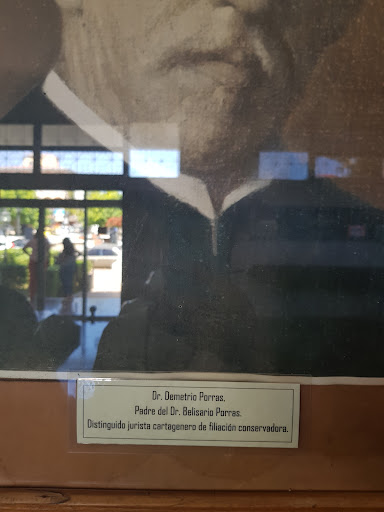 Dr. Demetrio Porras.
Padre del Dr. Belisario Porras.
Distinguido jurista cartagenero de filiación conservadora.